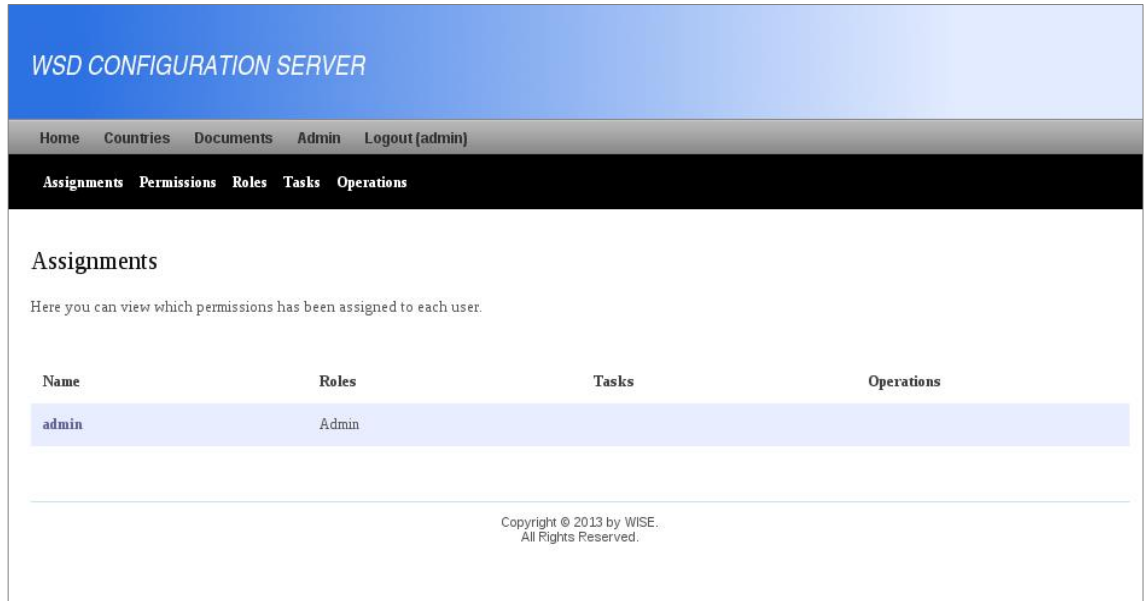 WSD CONFIGURATION SERVER
Home Countries Documents Admin Logout (admin)
Assignments Permissions Roles Tasks Operations
Assignments
Here you can view which permissions has been assigned to each user.
Name Roles Tasks Operations
admin Admin
Copyright © 2013 by WISE.
All Rights Reserved.